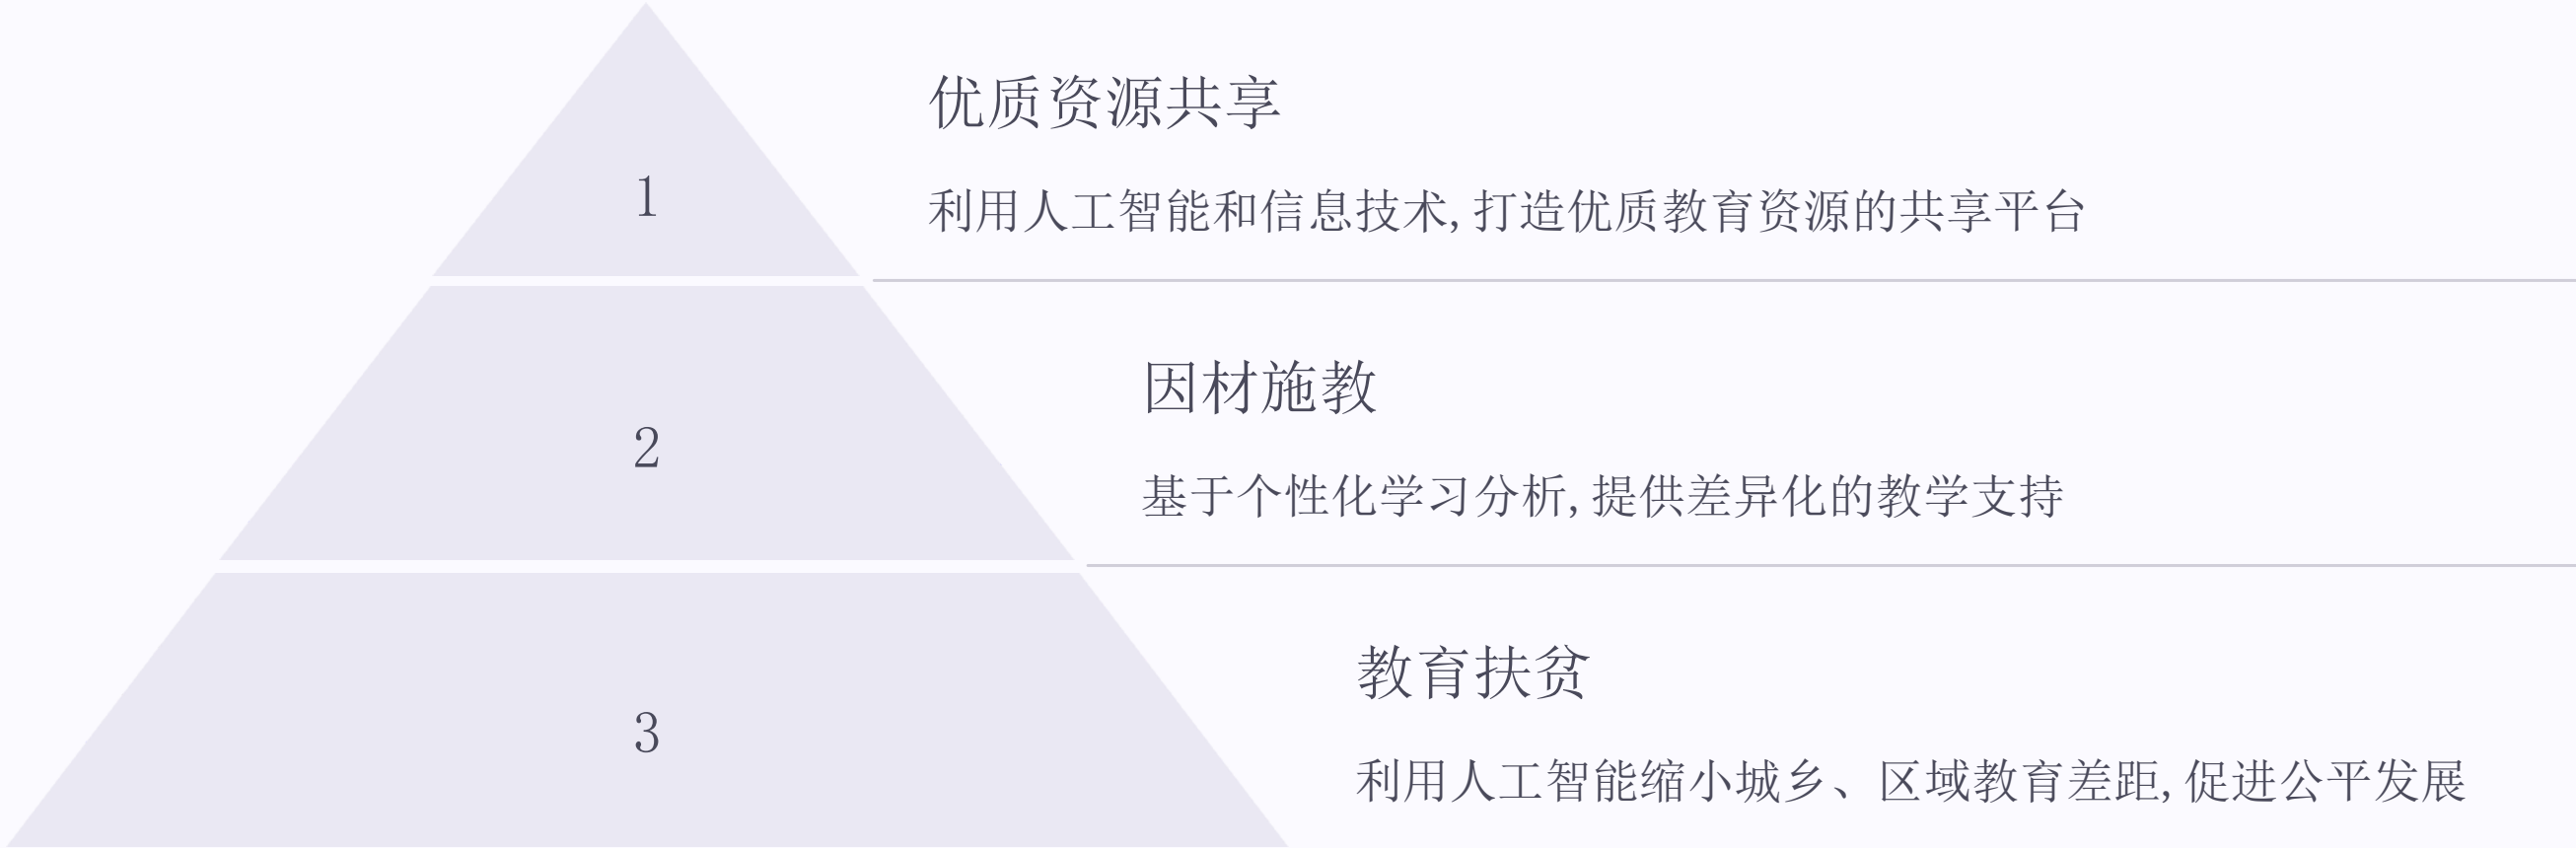 1
优质资源共享
利用人工智能和信息技术,打造优质教育资源的共享平台
2
因材施教
基于个性化学习分析,提供差异化的教学支持
3
教育扶贫
利用人工智能缩小城乡、区域教育差距,促进公平发展